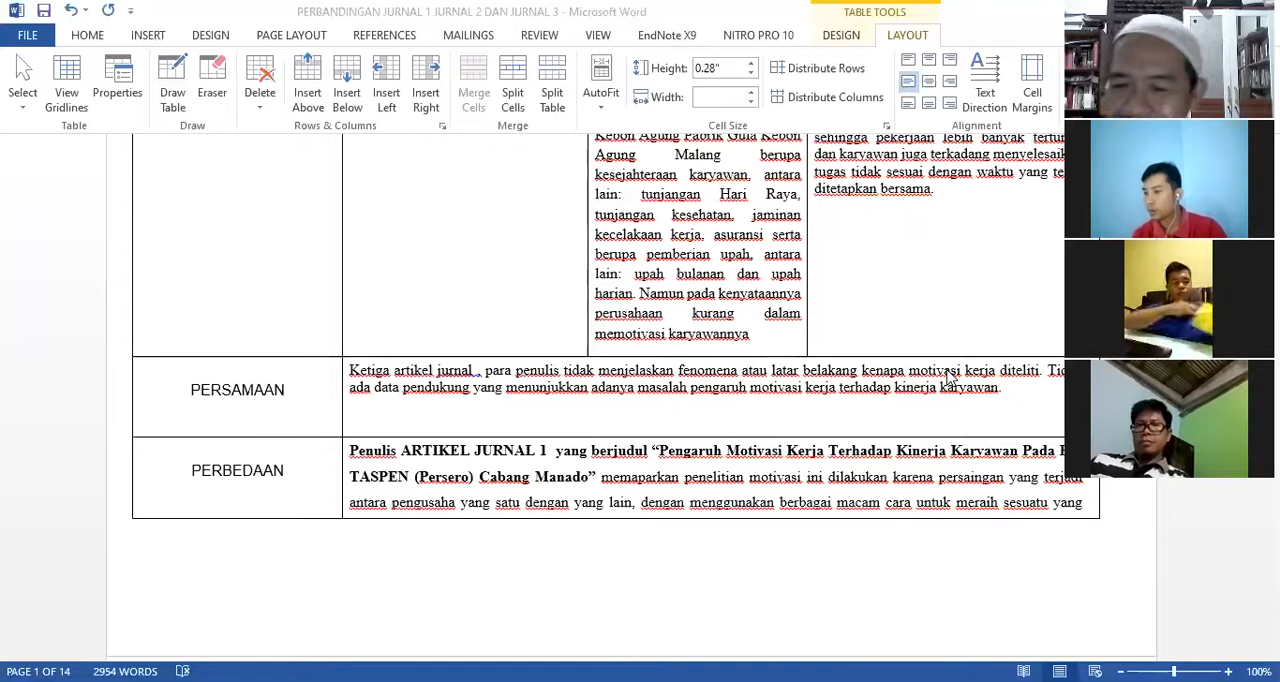 PERBANDINGAN JURNAL 1 JURNAL 2 DAN JURNAL 3 - Microsoft Word
TABLE TOOLS
FILE HOME INSERT DESIGN PAGE LAYOUT REFERENCES MAILINGS REVIEW VIEW EndNote X9 NITRO PRO 10 DESIGN LAYOUT
Select
View Gridlines
Properties
Draw Table
Eraser
Delete
Insert Above
Insert Below
Insert Left
Insert Right
Merge Cells
Split Cells
Split Table
AutoFit
Height: 0.28"
Width:
Distribute Rows
Distribute Columns
Text Direction
Cell Margins
Table Draw Rows & Columns Merge Cell Size Alignment
Kebon Agung Pabrik Gula Kebon
Agung Malang berupa
kesejahteraan karyawan, antara
lain: tunjangan Hari Raya,
tunjangan kesehatan, jaminan
kecelakaan kerja, asuransi serta
berupa pemberian upah, antara
lain: upah bulanan dan upah
harian. Namun pada kenyataannya
perusahaan kurang dalam
memotivasi karyawannya
sehingga pekerjaan lebih banyak
dan karyawan juga terkadang
tugas tidak sesuai dengan waktu yang
ditetapkan bersama.
PERSAMAAN
Ketiga artikel jurnal , para penulis tidak menjelaskan fenomena atau latar belakang kenapa motivasi kerja diteliti.
ada data pendukung yang menunjukkan adanya masalah pengaruh motivasi kerja terhadap kinerja karyawan.
PERBEDAAN
Penulis ARTIKEL JURNAL 1 yang berjudul “Pengaruh Motivasi Kerja Terhadap Kinerja Karyawan Pada
TASPEN (Persero) Cabang Manado” memaparkan penelitian motivasi ini dilakukan karena persaingan yang terjadi
antara pengusaha yang satu dengan yang lain, dengan menggunakan berbagai macam cara untuk meraih sesuatu yang
PAGE 1 OF 14 2954 WORDS 100%